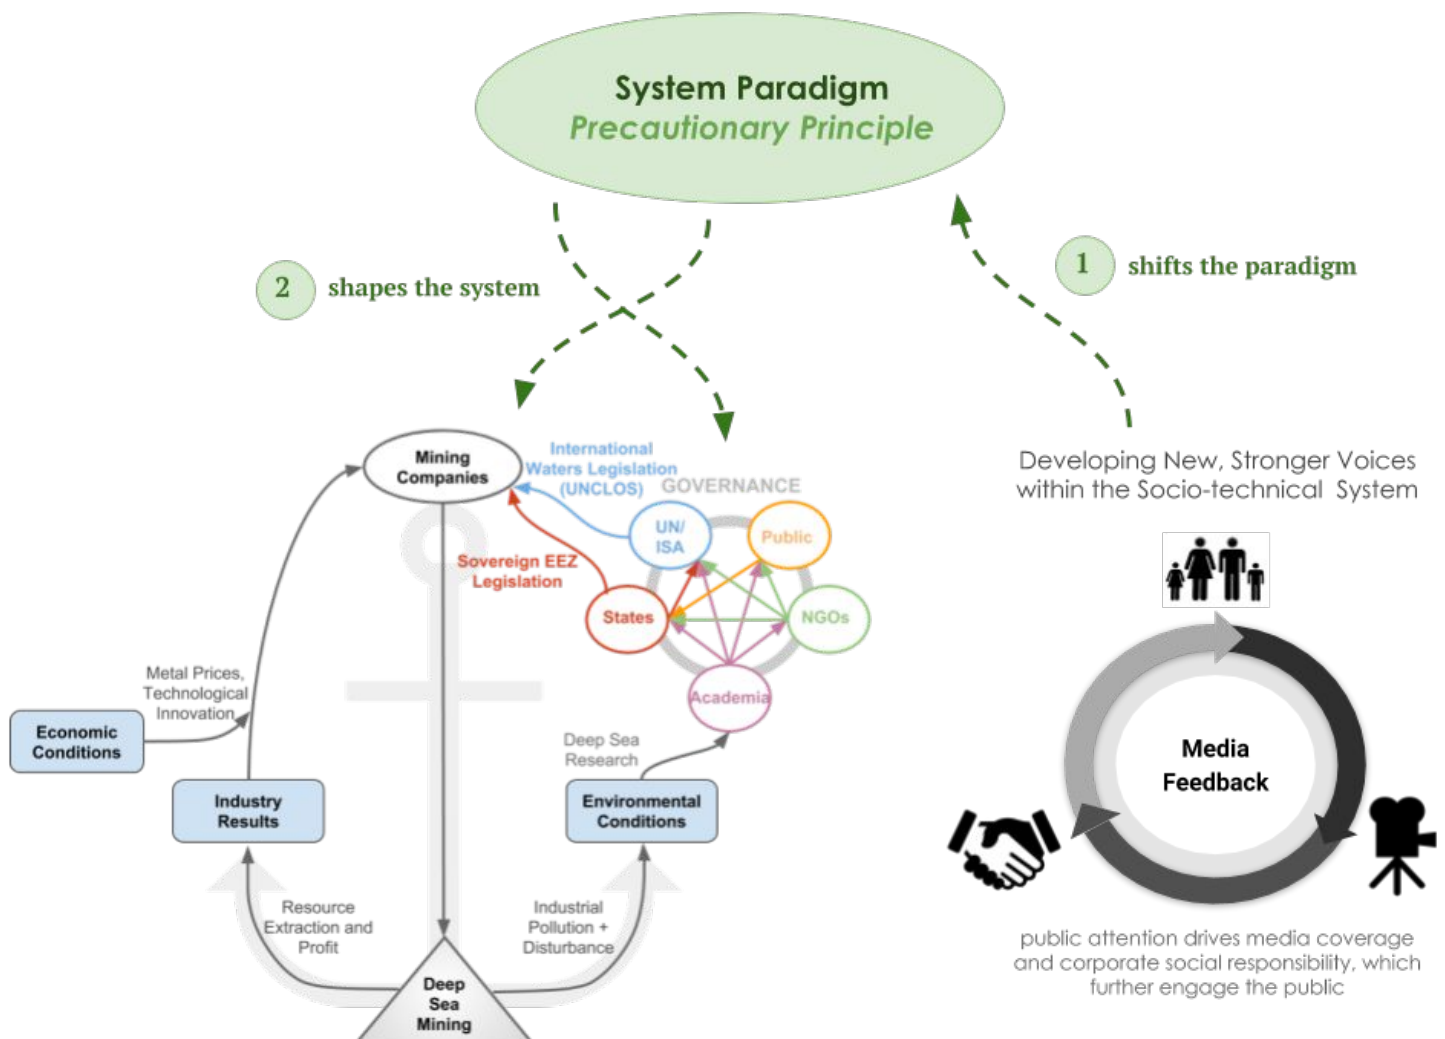 System Paradigm
Precautionary Principle
2
shapes the system
1
shifts the paradigm
Mining
Companies
International
Waters Legislation
(UNCLOS)
GOVERNANCE
UN/
ISA
Public
Sovereign EEZ
Legislation
States
NGOs
Academia
Metal Prices,
Technological
Innovation
Economic
Conditions
Deep Sea
Research
Industry
Results
Environmental
Conditions
Resource
Extraction and
Profit
Industrial
Pollution +
Disturbance
Deep
Sea
Mining
Developing New, Stronger Voices
within the Socio-technical System
Media
Feedback
public attention drives media coverage
and corporate social responsibility, which
further engage the public